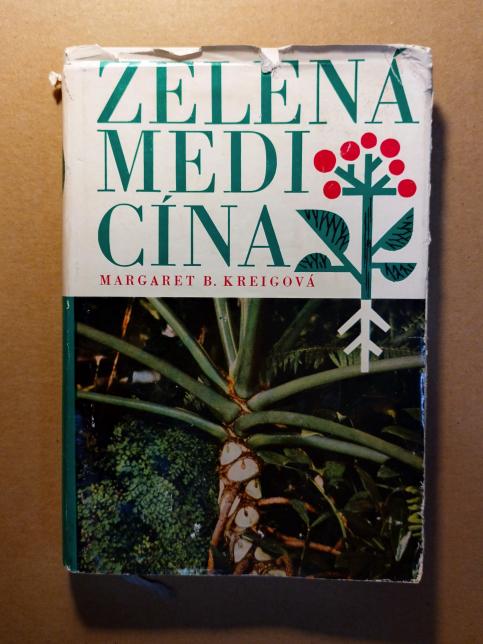 ZELENÁ
MEDI
CÍNA
MARGARET B. KREIGOVÁ